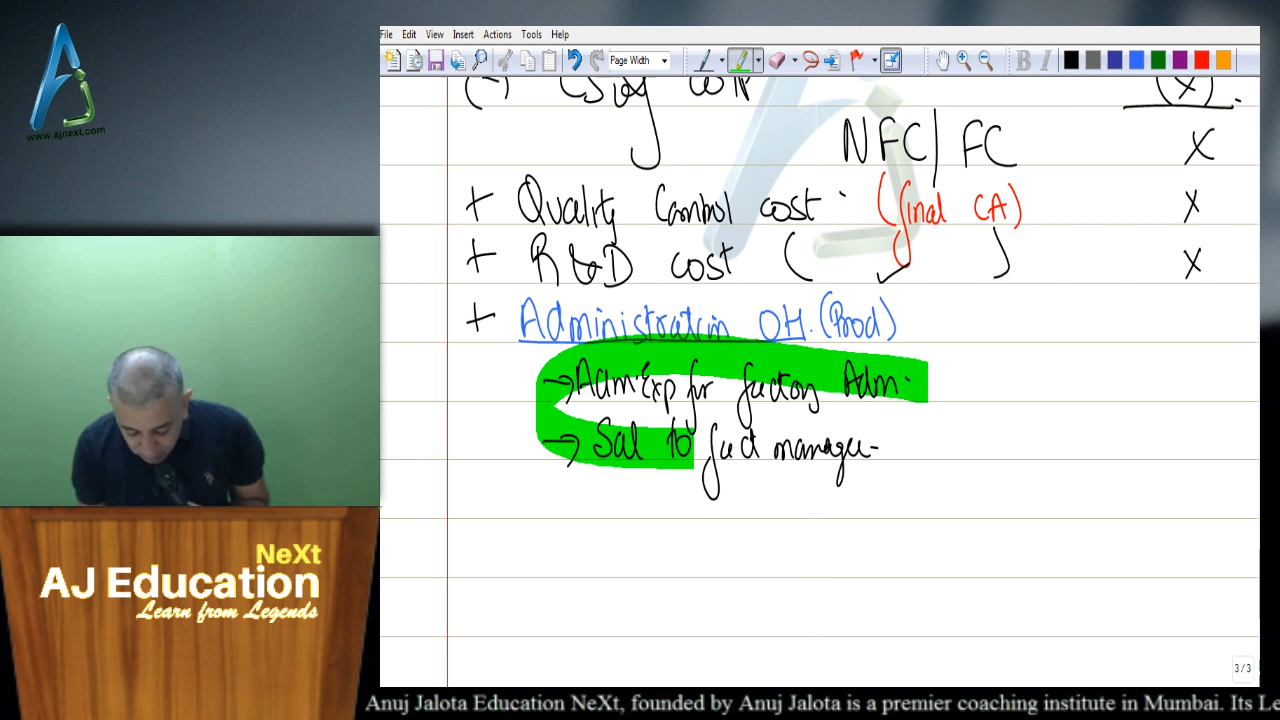 www.ajnext.com
File Edit View Insert Actions Tools Help
Page Width
(-) WIP (X)
NFC | FC X
+ Quality Control cost (final CA) X
+ R & D cost ( ) X
+ Administration OH. (Prod)
→ Adm. Exp for factory Adm.
→ Sal to fact manager
3/3
NeXt
AJ Education
Learn from Legends
Anuj Jalota Education NeXt, founded by Anuj Jalota is a premier coaching institute in Mumbai. Its Le